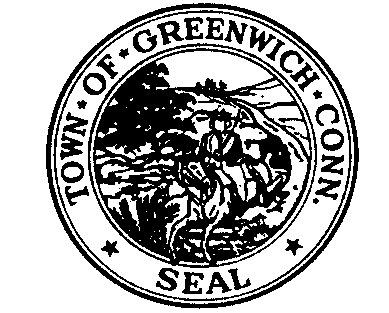 TOWN · OF · GREENWICH · CONN.
SEAL